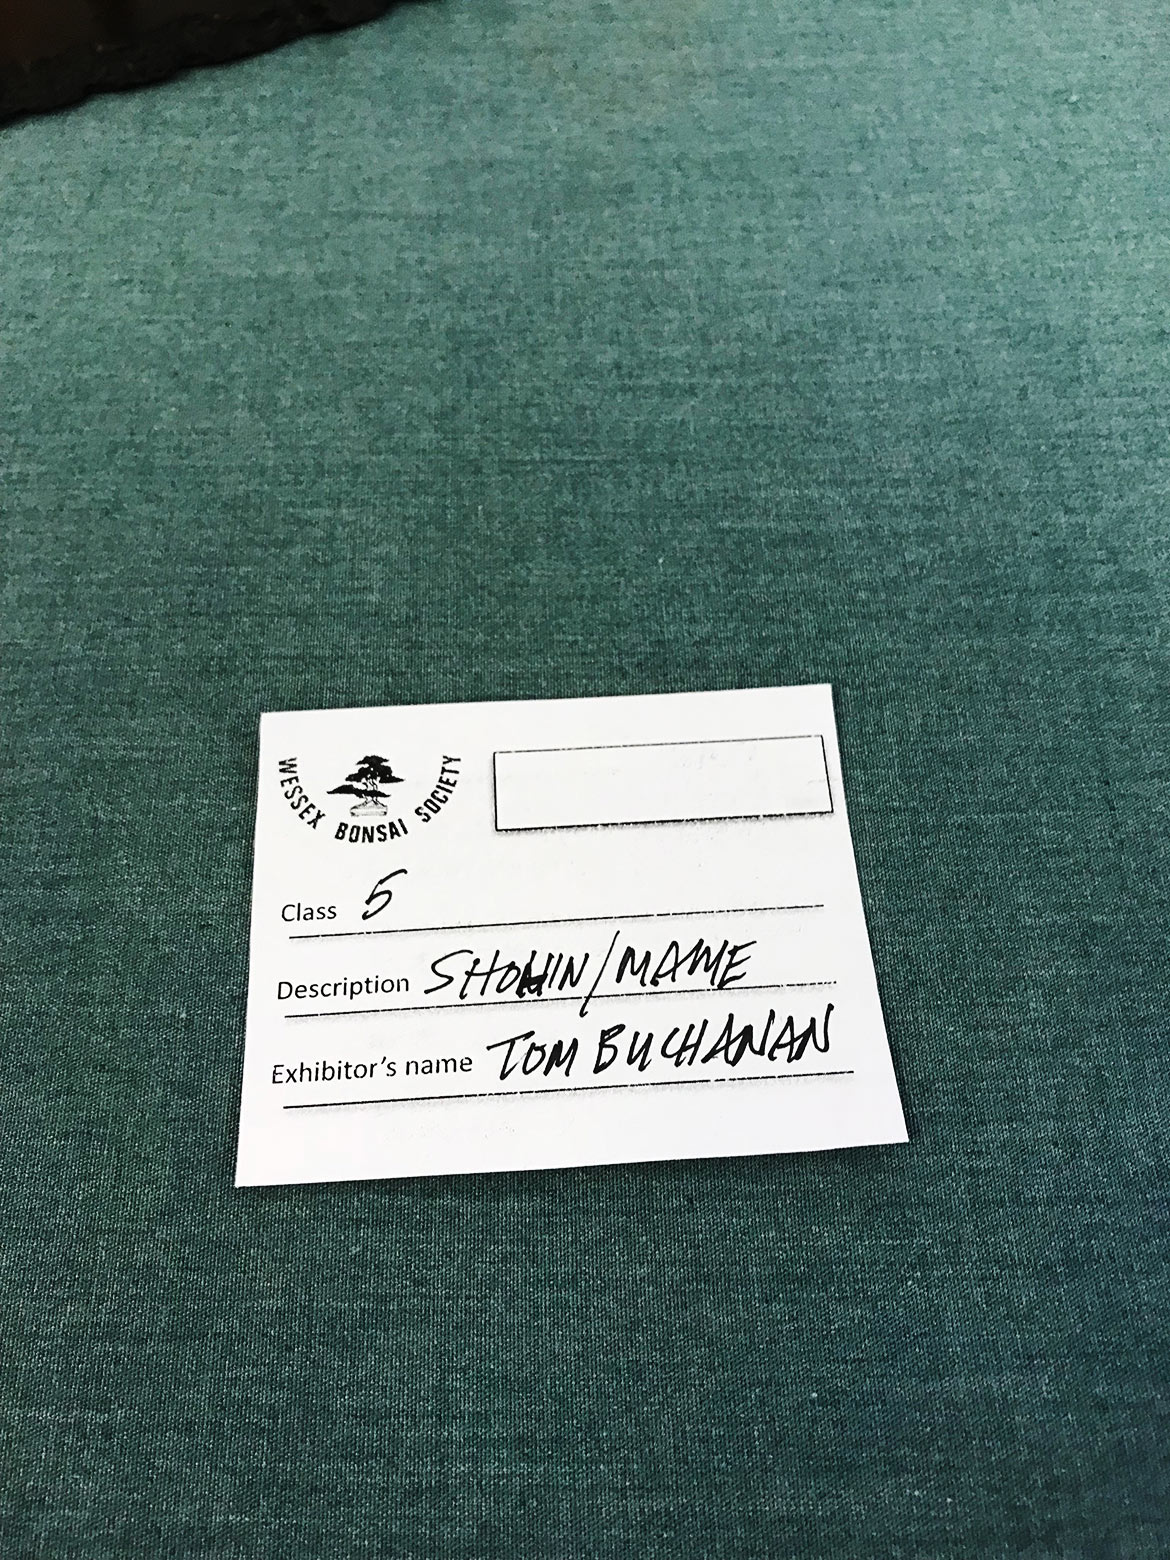 WESSEX BONSAI SOCIETY
Class 5
Description SHOHIN/MAME
Exhibitor's name TOM BUCHANAN